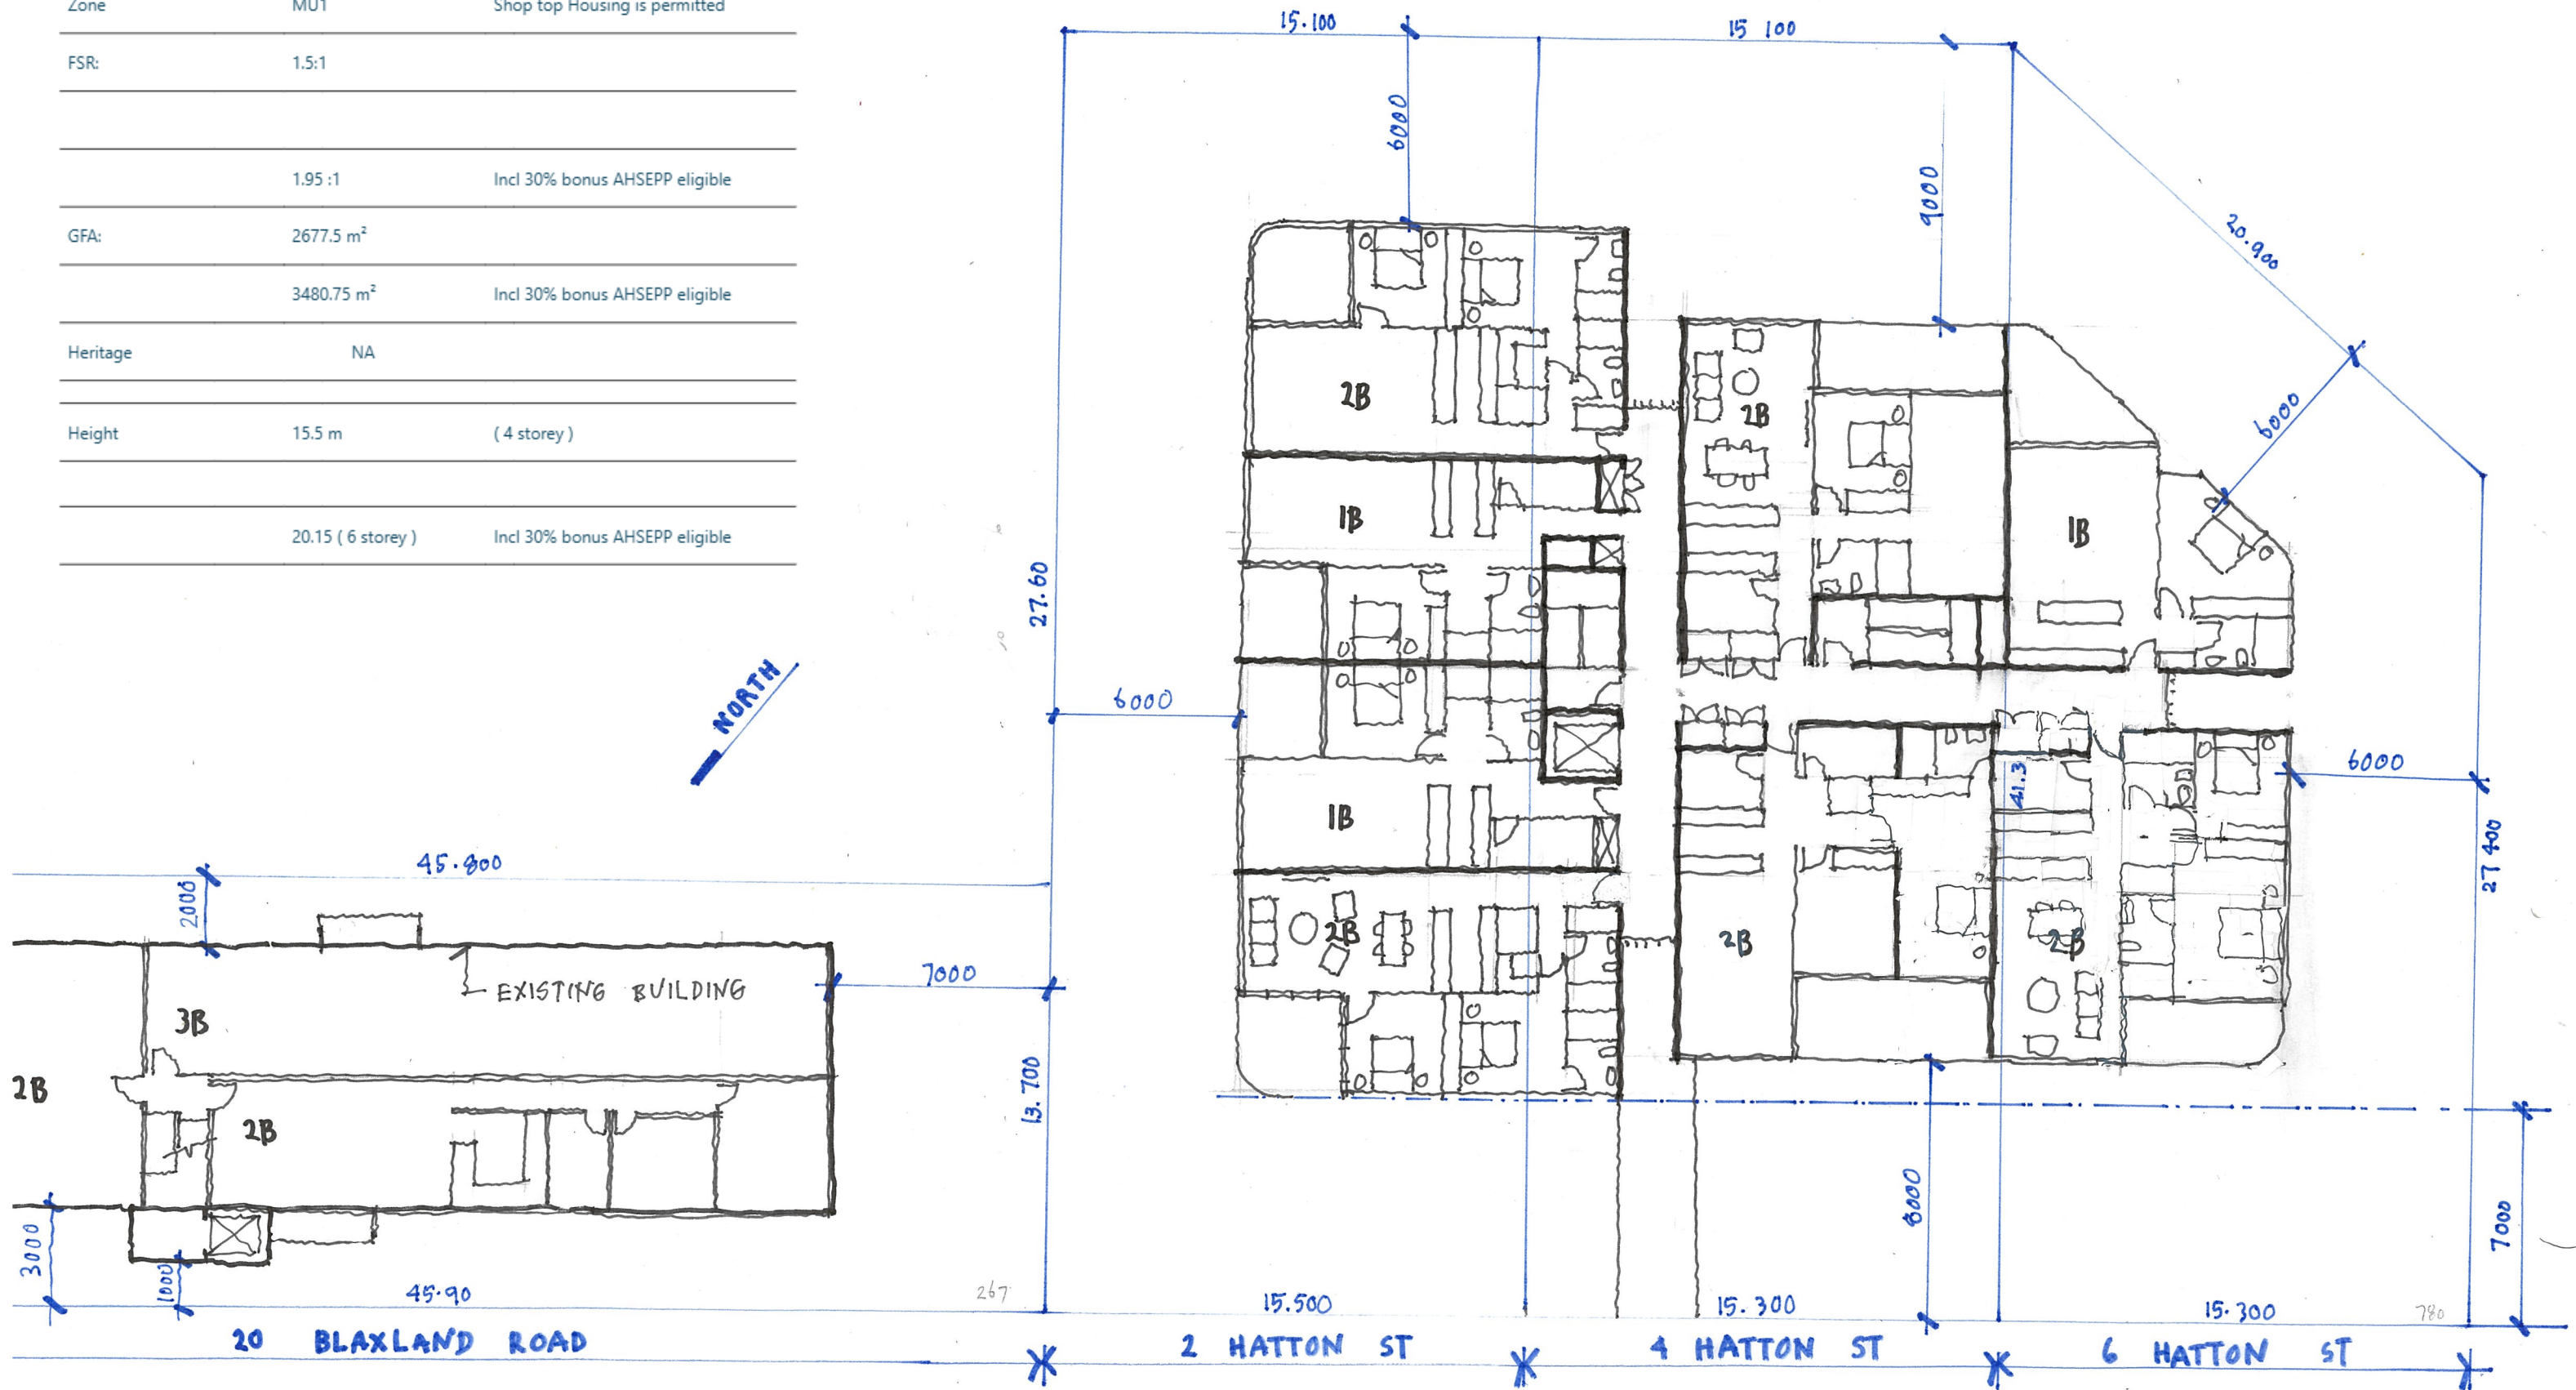 Zone MU1 Shop top Housing is permitted
FSR: 1.5:1
1.95 :1 Incl 30% bonus AHSEPP eligible
GFA: 2677.5 m²
3480.75 m² Incl 30% bonus AHSEPP eligible
Heritage NA
Height 15.5 m ( 4 storey )
20.15 ( 6 storey ) Incl 30% bonus AHSEPP eligible
NORTH
15.100
15 100
6000
9000
20.900
6000
2B
2B
1B
1B
27.60
6000
1B
41.3
6000
27400
2B
2B
2B
45.800
2000
7000
EXISTING BUILDING
3B
2B
2B
13.700
3000
1000
8000
7000
45.90
267
15.500
15.300
15.300
780
20 BLAXLAND ROAD
2 HATTON ST
4 HATTON ST
6 HATTON ST